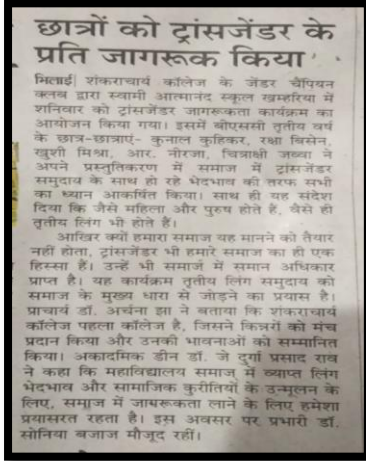 छात्रों को ट्रांसजेंडर के
प्रति जागरूक किया
भिलाई| शंकराचार्य कॉलेज के जेंडर चैंपियन
क्लब द्वारा स्वामी आत्मानंद स्कूल खम्हरिया में
शनिवार को ट्रांसजेंडर जागरूकता कार्यक्रम का
आयोजन किया गया। इसमें बीएससी तृतीय वर्ष
के छात्र-छात्राएं- कुनाल कुहिकर, रक्षा बिसेन,
खुशी मिश्रा, आर. नीरजा, चित्राक्षी जव्वा ने
अपने प्रस्तुतिकरण में समाज में ट्रांसजेंडर
समुदाय के साथ हो रहे भेदभाव की तरफ सभी
का ध्यान आकर्षित किया। साथ ही यह संदेश
दिया कि जैसे महिला और पुरुष होते हैं, वैसे ही
तृतीय लिंग भी होते हैं।
आखिर क्यों हमारा समाज यह मानने को तैयार
नहीं होता, ट्रांसजेंडर भी हमारे समाज का ही एक
हिस्सा हैं। उन्हें भी समाज में समान अधिकार
प्राप्त है। यह कार्यक्रम तृतीय लिंग समुदाय को
समाज के मुख्य धारा से जोड़ने का प्रयास है।
प्राचार्य डॉ. अर्चना झा ने बताया कि शंकराचार्य
कॉलेज पहला कॉलेज है, जिसने किन्नरों को मंच
प्रदान किया और उनकी भावनाओं को सम्मानित
किया। अकादमिक डीन डॉ. जे दुर्गा प्रसाद राव
ने कहा कि महाविद्यालय समाज में व्याप्त लिंग
भेदभाव और सामाजिक कुरीतियों के उन्मूलन के
लिए, समाज में जागरूकता लाने के लिए हमेशा
प्रयासरत रहता है। इस अवसर पर प्रभारी डॉ.
सोनिया बजाज मौजूद रहीं।